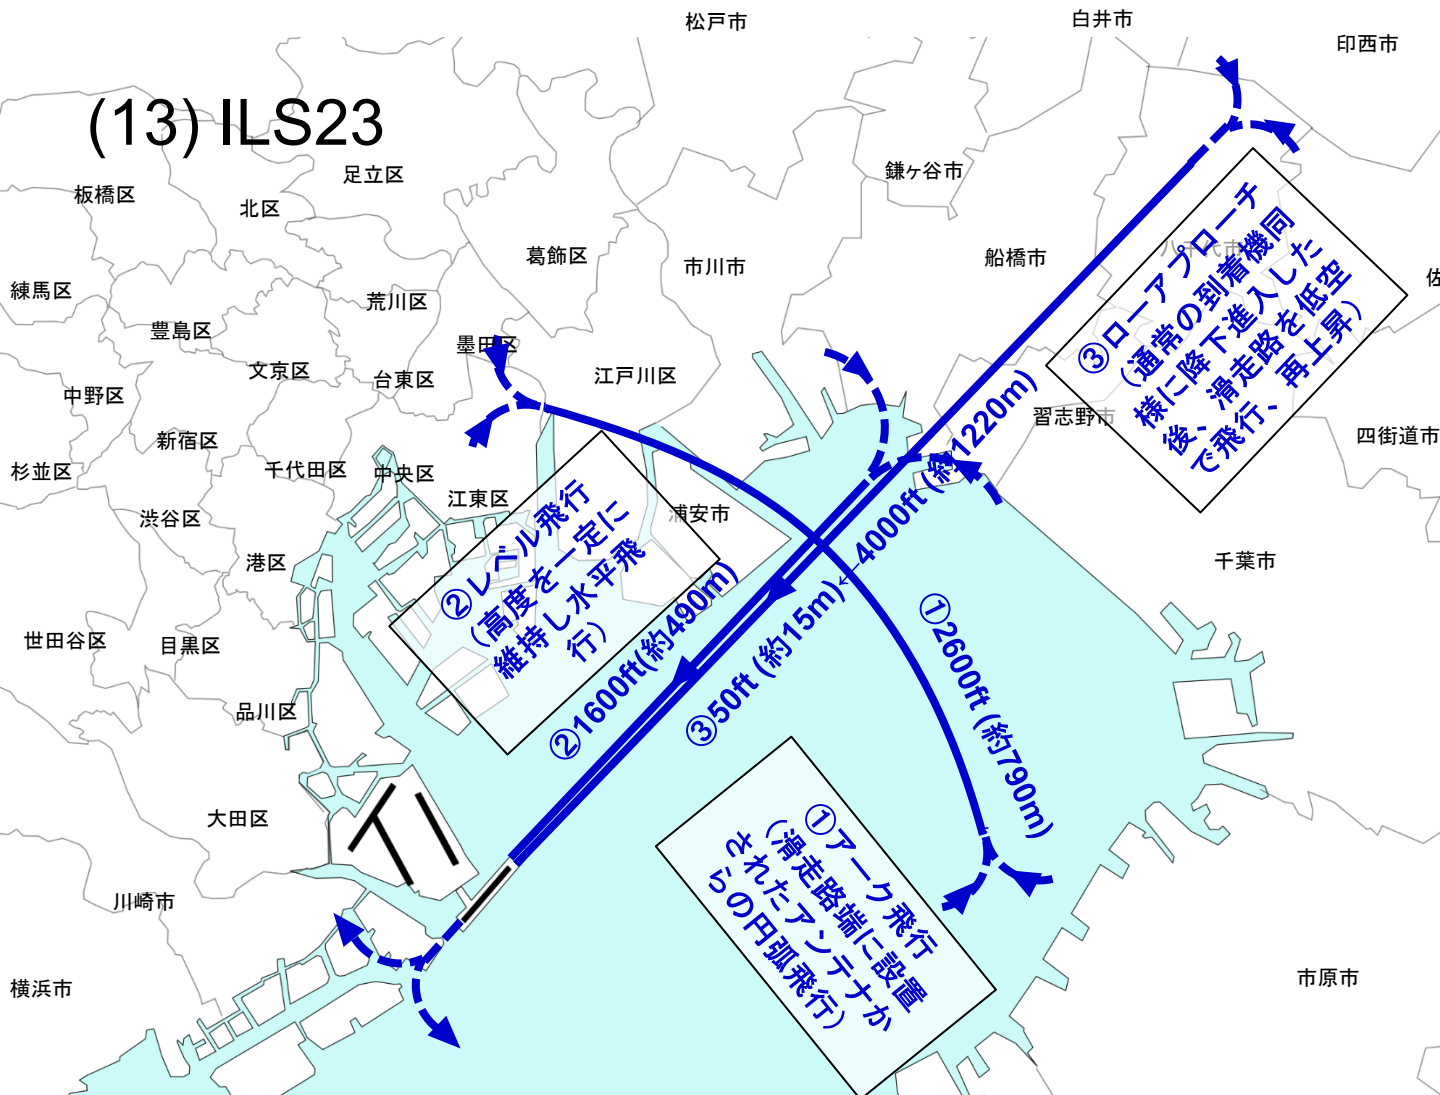 松戸市
白井市
印西市
(13) ILS23
足立区
鎌ヶ谷市
板橋区
北区
葛飾区
市川市
船橋市
八千代市
練馬区
荒川区
豊島区
墨田区
文京区
台東区
江戸川区
中野区
習志野市
新宿区
四街道市
杉並区
千代田区
中央区
江東区
渋谷区
浦安市
港区
千葉市
世田谷区
目黒区
品川区
大田区
川崎市
横浜市
市原市
佐
③ローアプローチ
（通常の到着機同
様に降下進入した
後、滑走路を低空
で飛行、再上昇）
②レベル飛行
（高度を一定に
維持し水平飛
行）
②1600ft(約490m)
③50ft (約15m)←4000ft (約1220m)
①2600ft (約790m)
①アーク飛行
（滑走路端に設置
されたアンテナか
らの円弧飛行）